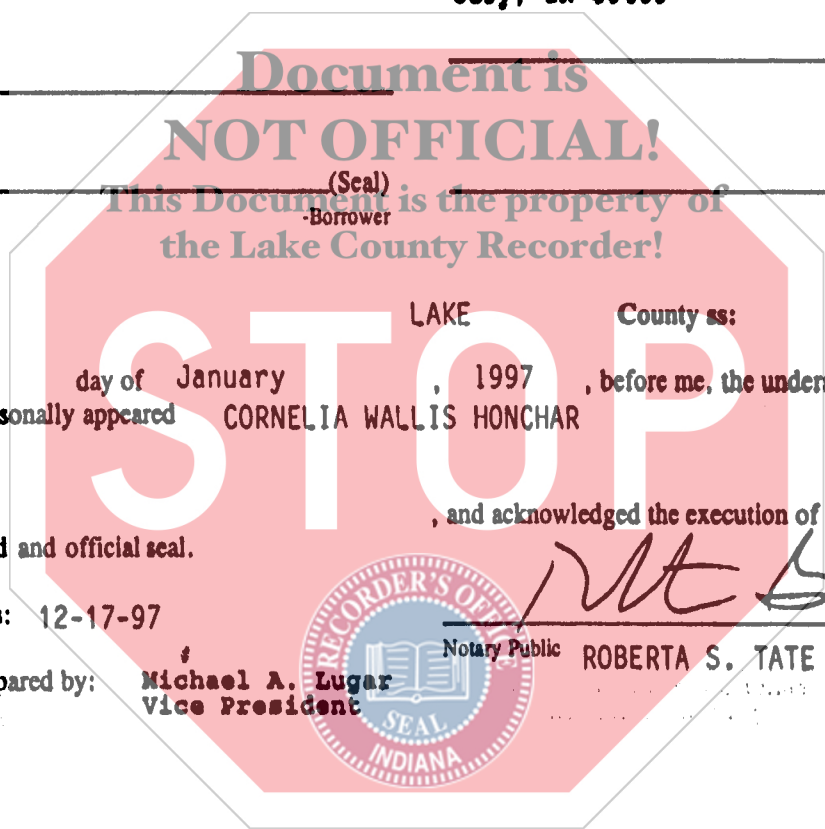 Document is
NOT OFFICIAL!
(Seal)
This Document is the property of
-Borrower
the Lake County Recorder!
STOP
LAKE County ss:
day of January , 1997 , before me, the under
sonally appeared CORNELIA WALLIS HONCHAR
, and acknowledged the execution of
and official seal.
: 12-17-97
RECORDER'S OFFICE
SEAL
INDIANA
Notary Public ROBERTA S. TATE
pared by: Michael A. Lugar
Vice President